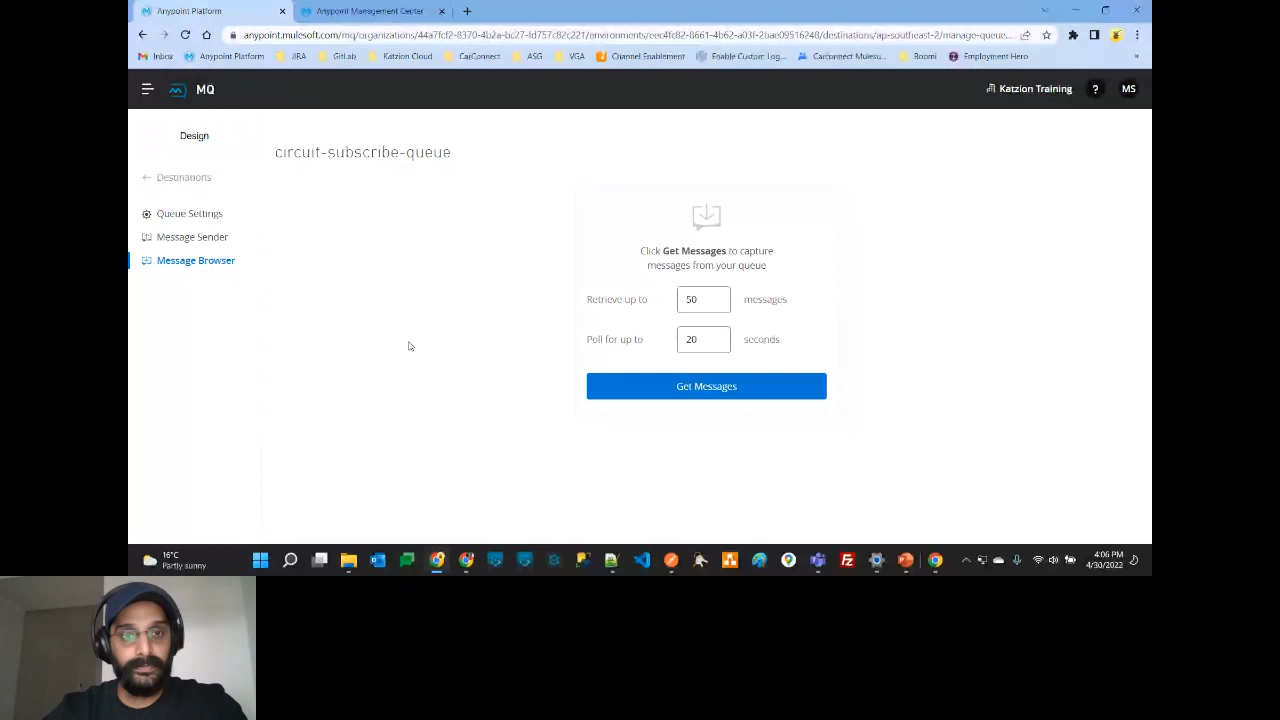 Anypoint Platform
Anypoint Management Center
anypoint.mulesoft.com/mq/organizations/44a7fcf2-8370-4b2a-bc27-fd757c82c221/environments/eec4fc82-8661-4b62-a03f-2bae09516248/destinations/ap-southeast-2/manage-queue...
Inbox
Anypoint Platform
JIRA
GitLab
Katzion Cloud
CarConnect
ASG
VGA
Channel Enablement
Enable Custom Log...
Carconnect Mulesu...
Boomi
Employment Hero
»
MQ
Katzion Training
?
MS
Design
circuit-subscribe-queue
Destinations
Queue Settings
Message Sender
Message Browser
Click Get Messages to capture
messages from your queue
Retrieve up to 50 messages
Poll for up to 20 seconds
Get Messages
16°C
Partly sunny
4:06 PM
4/30/2022